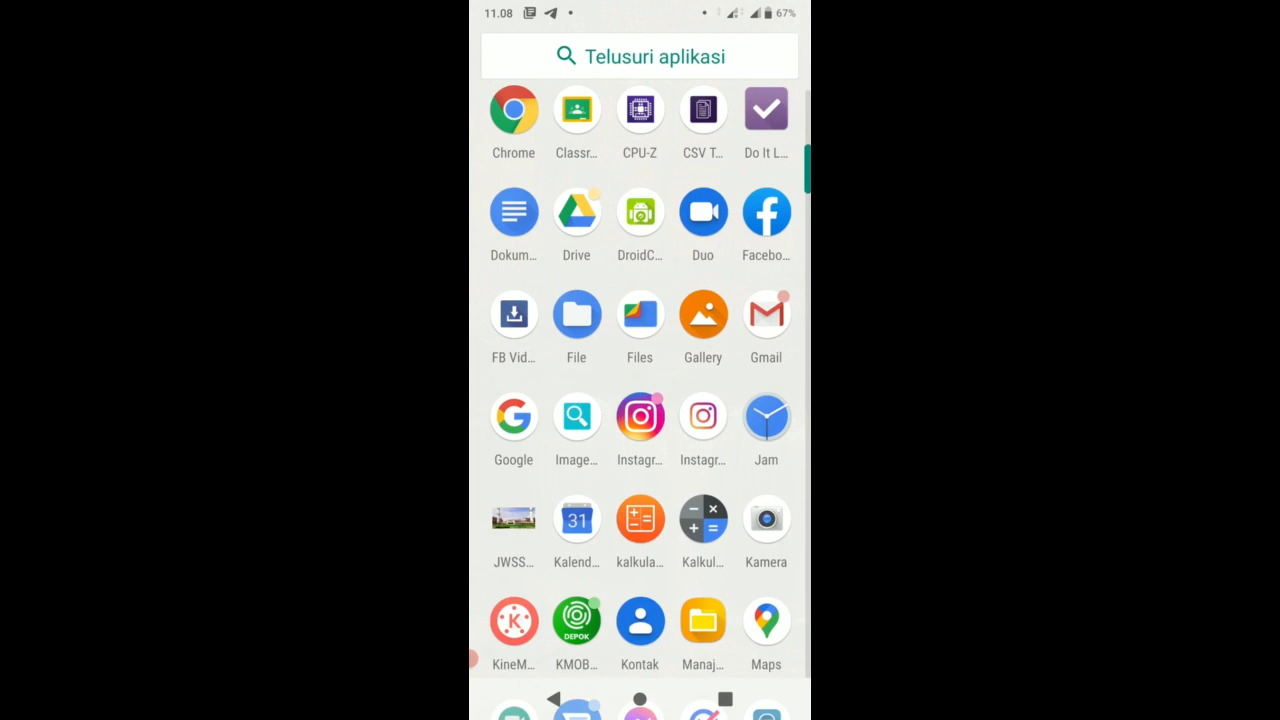 11.08 67%
Telusuri aplikasi
Chrome Classr... CPU-Z CSV T... Do It L...
Dokum... Drive DroidC... Duo Facebo...
FB Vid... File Files Gallery Gmail
Google Image... Instagr... Instagr... Jam
31
JWSS... Kalend... kalkula... Kalkul... Kamera
K DEPOK
KineM... KMOB... Kontak Manaj... Maps